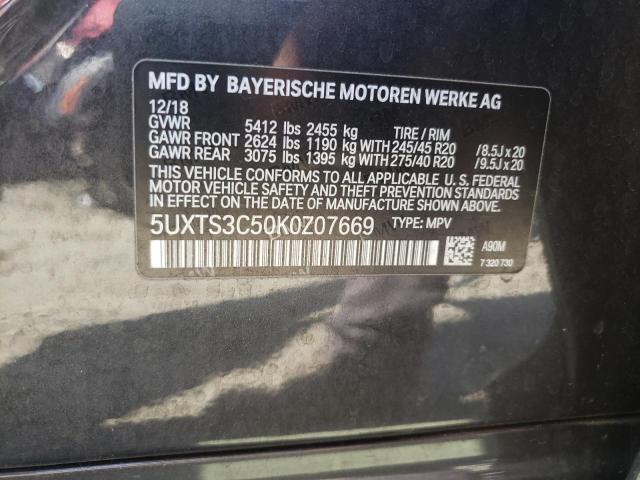 MFD BY BAYERISCHE MOTOREN WERKE AG
12/18
GVWR 5412 lbs 2455 kg TIRE / RIM
GAWR FRONT 2624 lbs 1190 kg WITH 245/45 R20 /8.5J x 20
GAWR REAR 3075 lbs 1395 kg WITH 275/40 R20 /9.5J x 20
THIS VEHICLE CONFORMS TO ALL APPLICABLE U. S. FEDERAL
MOTOR VEHICLE SAFETY AND THEFT PREVENTION STANDARDS
IN EFFECT ON THE DATE OF MANUFACTURE SHOWN ABOVE.
5UXTS3C50K0Z07669 TYPE: MPV
A90M
7 320 730